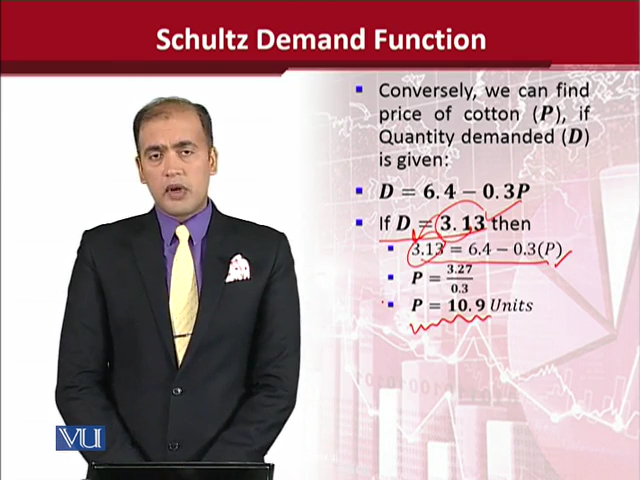 Schultz Demand Function
Conversely, we can find
price of cotton (P), if
Quantity demanded (D)
is given:
D = 6.4 − 0.3P
If D = 3.13 then
3.13 = 6.4 − 0.3(P)
P = 3.27/0.3
P = 10.9 Units
VU